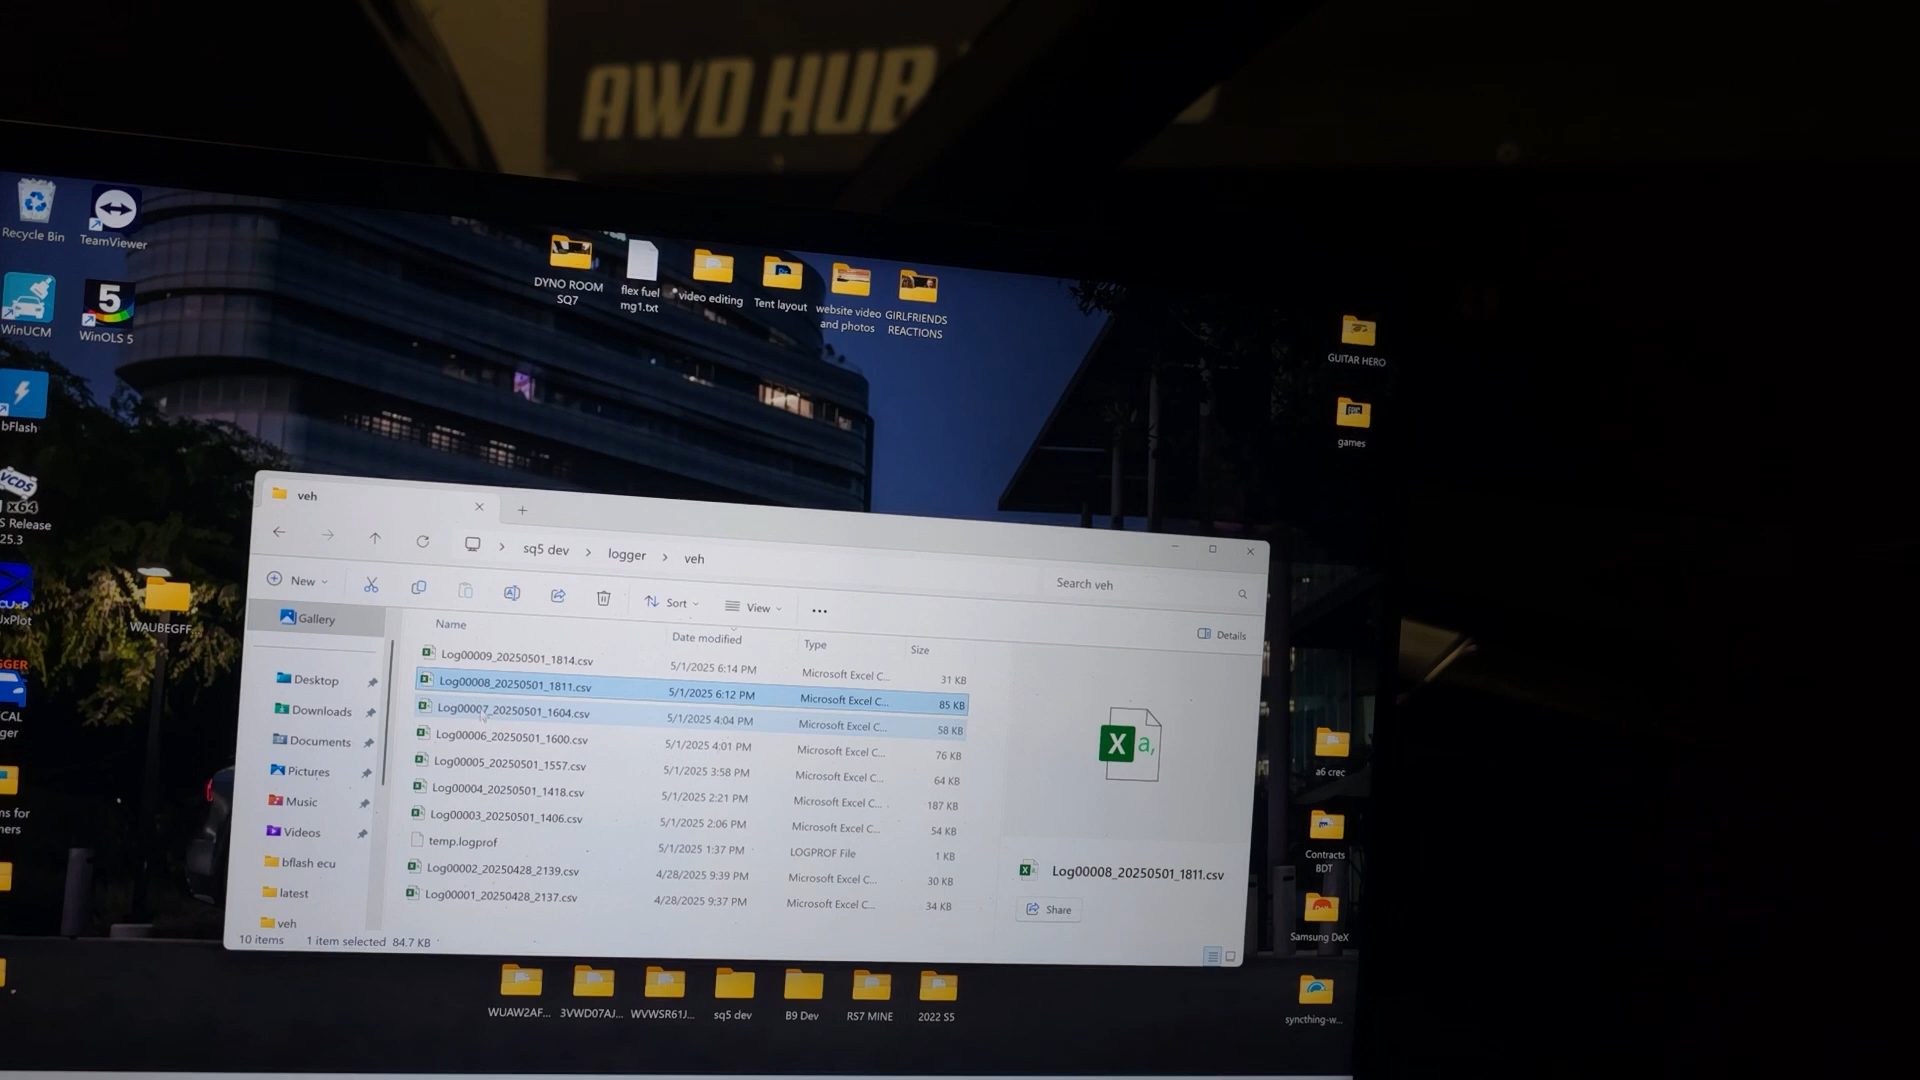 AWD HUB
Recycle Bin
TeamViewer
WinUCM
5
WinOLS 5
bFlash
VCDS
x64
S Release
25.3
WAUBEGFF...
DYNO ROOM
SQ7
flex fuel
mg1.txt
video editing
Tent layout
website video
and photos
GIRLFRIENDS
REACTIONS
GUITAR HERO
EPIC
games
a6 crec
Contracts
BDT
Samsung DeX
syncthing-w...
veh
sq5 dev > logger > veh
Search veh
New
Sort
View
Details
Gallery
Desktop
Downloads
Documents
Pictures
Music
Videos
bflash ecu
latest
veh
Name Date modified Type Size
Log00009_20250501_1814.csv 5/1/2025 6:14 PM Microsoft Excel C... 31 KB
Log00008_20250501_1811.csv 5/1/2025 6:12 PM Microsoft Excel C... 85 KB
Log00007_20250501_1604.csv 5/1/2025 4:04 PM Microsoft Excel C... 58 KB
Log00006_20250501_1600.csv 5/1/2025 4:01 PM Microsoft Excel C... 76 KB
Log00005_20250501_1557.csv 5/1/2025 3:58 PM Microsoft Excel C... 64 KB
Log00004_20250501_1418.csv 5/1/2025 2:21 PM Microsoft Excel C... 187 KB
Log00003_20250501_1406.csv 5/1/2025 2:06 PM Microsoft Excel C... 54 KB
temp.logprof 5/1/2025 1:37 PM LOGPROF File 1 KB
Log00002_20250428_2139.csv 4/28/2025 9:39 PM Microsoft Excel C... 30 KB
Log00001_20250428_2137.csv 4/28/2025 9:37 PM Microsoft Excel C... 34 KB
X a,
Log00008_20250501_1811.csv
Share
10 items 1 item selected 84.7 KB
WUAW2AF...
3VWD07AJ...
WVWSR61J...
sq5 dev
B9 Dev
RS7 MINE
2022 S5